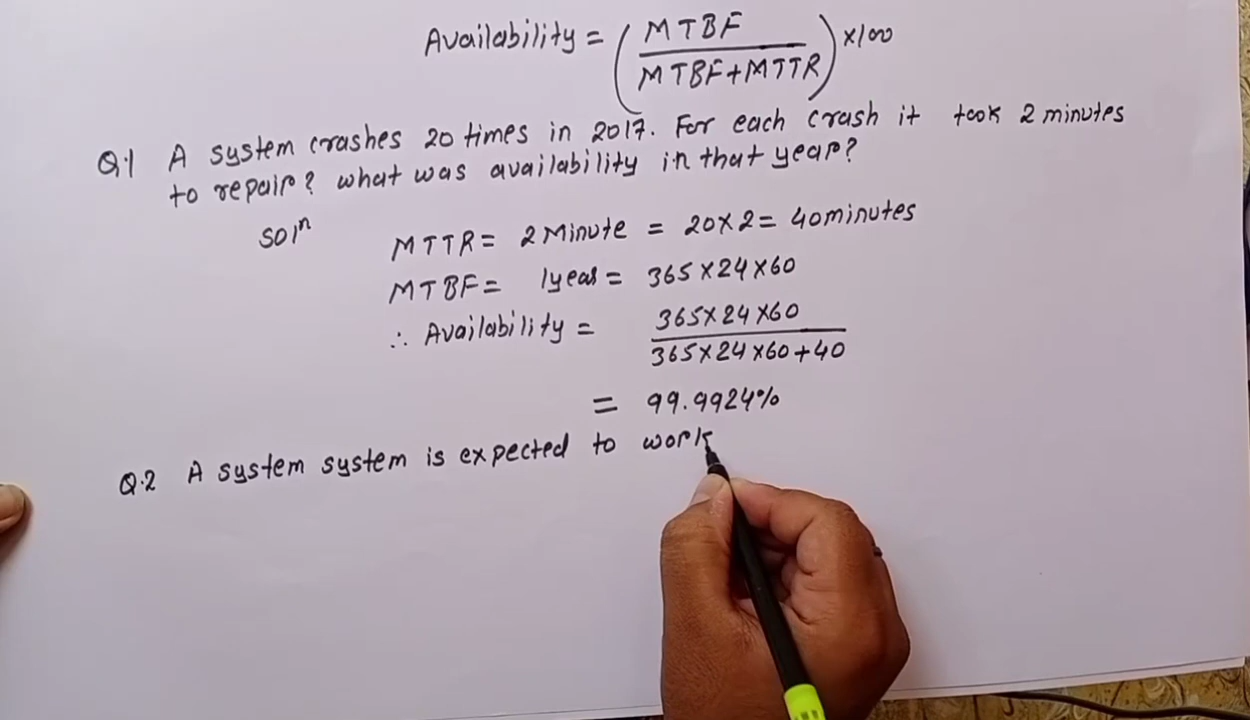 Availability = (MTBF / MTBF+MTTR) ×100
Q.1 A system crashes 20 times in 2017. For each crash it took 2 minutes
to repair? what was availability in that year?
Solⁿ
MTTR = 2 Minute = 20×2 = 40 minutes
MTBF = 1year = 365×24×60
∴ Availability = 365×24×60 / 365×24×60+40
= 99.9924%
Q.2 A system system is expected to work